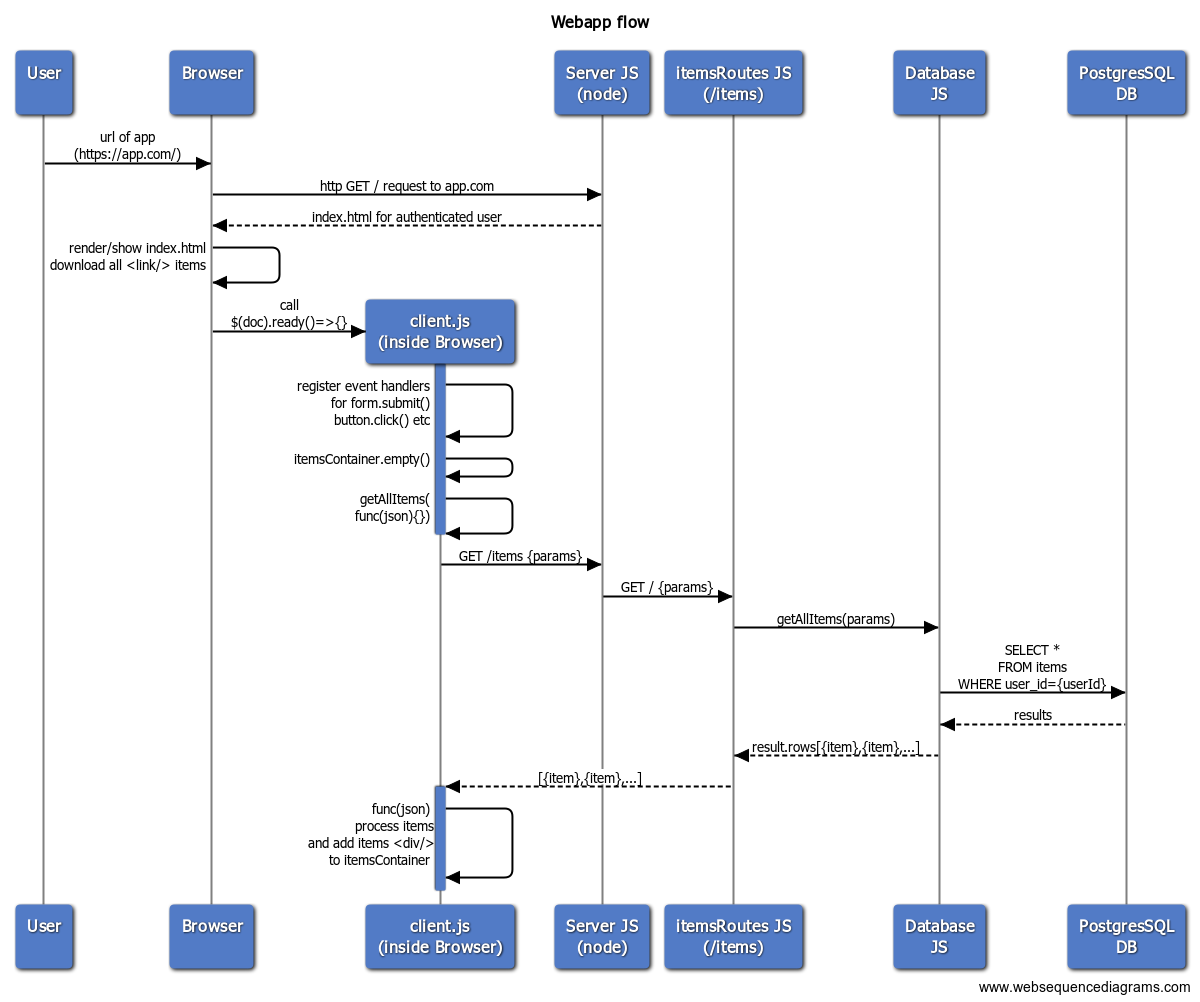 Webapp flow
User
Browser
Server JS
(node)
itemsRoutes JS
(/items)
Database
JS
PostgresSQL
DB
url of app
(https://app.com/)
http GET / request to app.com
index.html for authenticated user
render/show index.html
download all <link/> items
call
$(doc).ready()=>{}
client.js
(inside Browser)
register event handlers
for form.submit()
button.click() etc
itemsContainer.empty()
getAllItems(
func(json){})
GET /items {params}
GET / {params}
getAllItems(params)
SELECT *
FROM items
WHERE user_id={userId}
results
result.rows[{item},{item},...]
[{item},{item},...]
func(json)
process items
and add items <div/>
to itemsContainer
User
Browser
client.js
(inside Browser)
Server JS
(node)
itemsRoutes JS
(/items)
Database
JS
PostgresSQL
DB
www.websequencediagrams.com